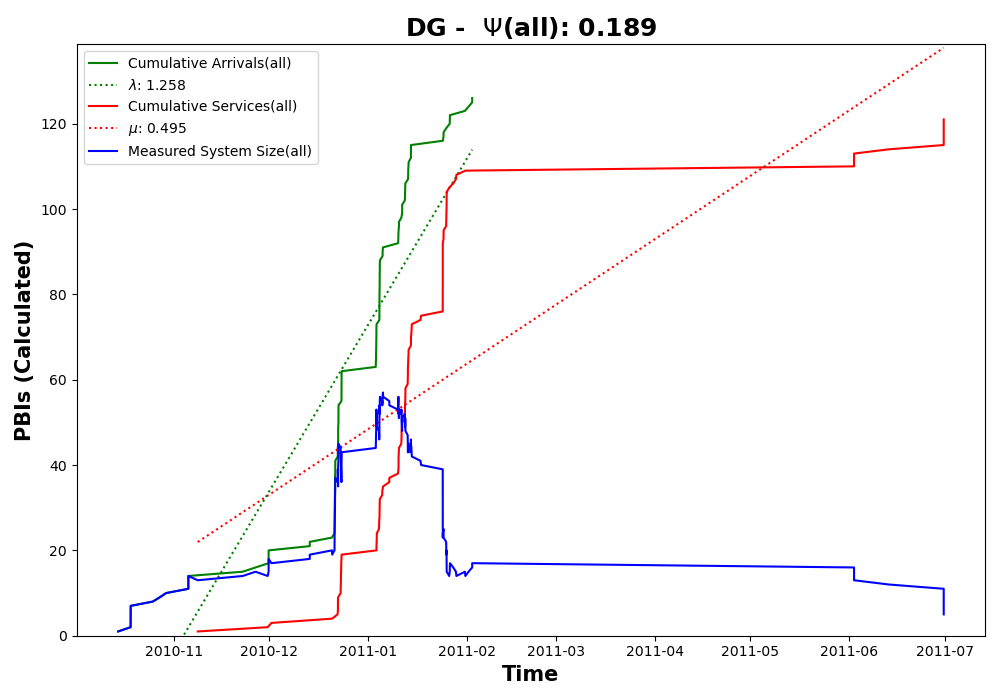 DG -  Ψ(all): 0.189
Cumulative Arrivals(all)
λ: 1.258
Cumulative Services(all)
μ: 0.495
Measured System Size(all)
PBIs (Calculated)
120
100
80
60
40
20
0
2010-11 2010-12 2011-01 2011-02 2011-03 2011-04 2011-05 2011-06 2011-07
Time